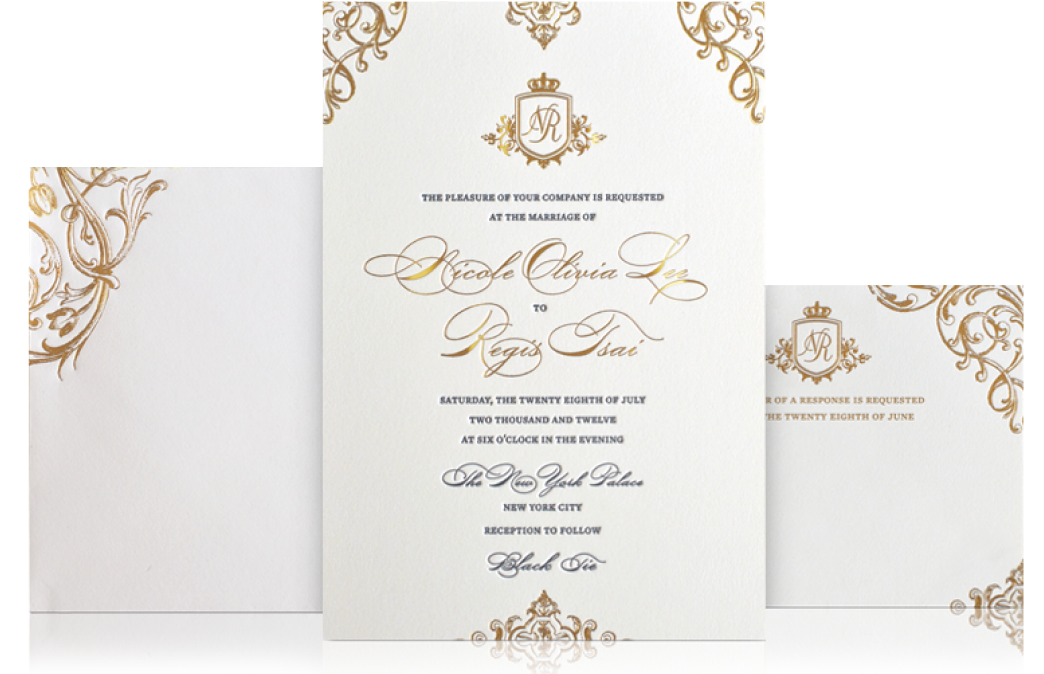 NR
THE PLEASURE OF YOUR COMPANY IS REQUESTED
AT THE MARRIAGE OF
Nicole Olivia Lee
TO
Regis Tsai
SATURDAY, THE TWENTY EIGHTH OF JULY
TWO THOUSAND AND TWELVE
AT SIX O'CLOCK IN THE EVENING
The New York Palace
NEW YORK CITY
RECEPTION TO FOLLOW
Black Tie
NR
OF A RESPONSE IS REQUESTED
THE TWENTY EIGHTH OF JUNE